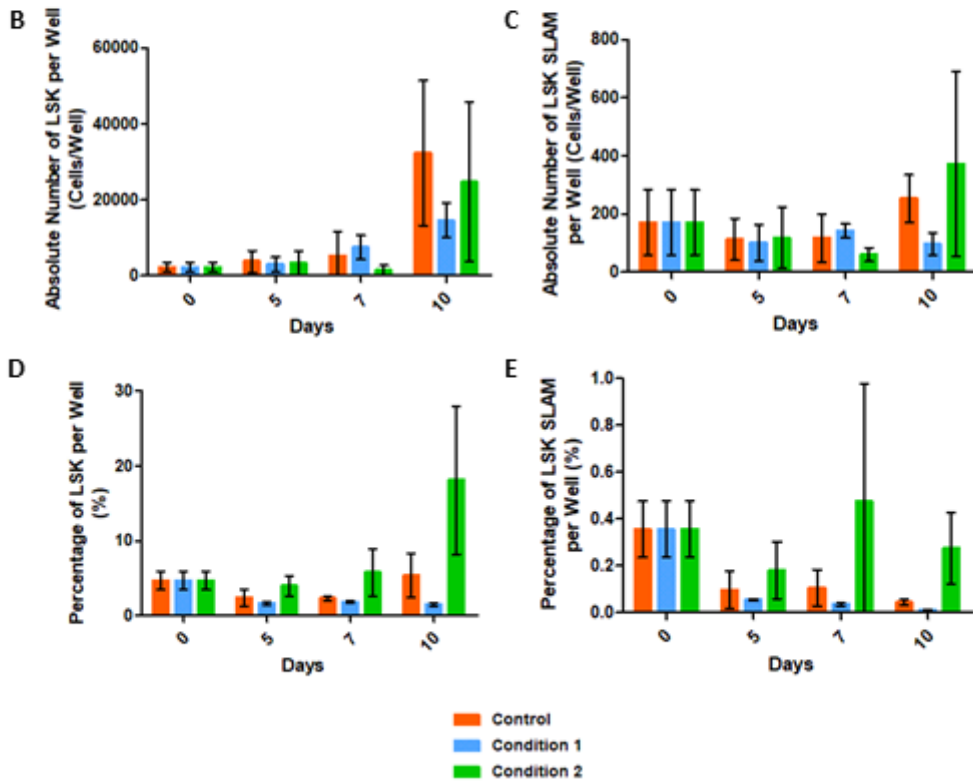 B
Absolute Number of LSK per Well
(Cells/Well)
60000
40000
20000
0
0
5
7
10
Days
C
Absolute Number of LSK SLAM
per Well (Cells/Well)
800
600
400
200
0
0
5
7
10
Days
D
Percentage of LSK per Well
(%)
30
20
10
0
0
5
7
10
Days
E
Percentage of LSK SLAM
per Well (%)
1.0
0.8
0.6
0.4
0.2
0.0
0
5
7
10
Days
Control
Condition 1
Condition 2